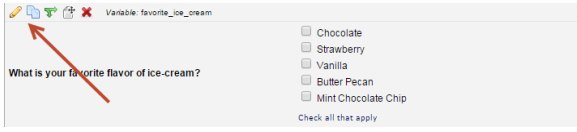 Variable: favorite_ice_cream
Chocolate
Strawberry
Vanilla
What is your favorite flavor of ice-cream?
Butter Pecan
Mint Chocolate Chip
Check all that apply